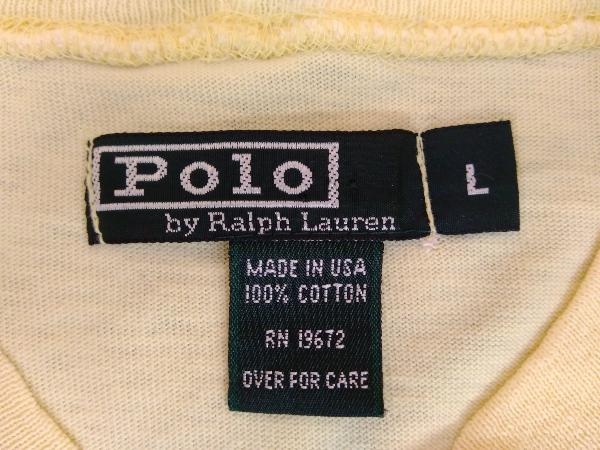 Polo
by Ralph Lauren
L
MADE IN USA
100% COTTON
RN 19672
OVER FOR CARE